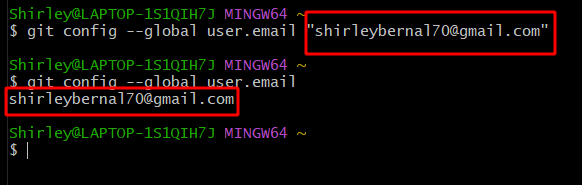 Shirley@LAPTOP-1S1QIH7J MINGW64 ~
$ git config --global user.email "shirleybernal70@gmail.com"
Shirley@LAPTOP-1S1QIH7J MINGW64 ~
$ git config --global user.email
shirleybernal70@gmail.com
Shirley@LAPTOP-1S1QIH7J MINGW64 ~
$